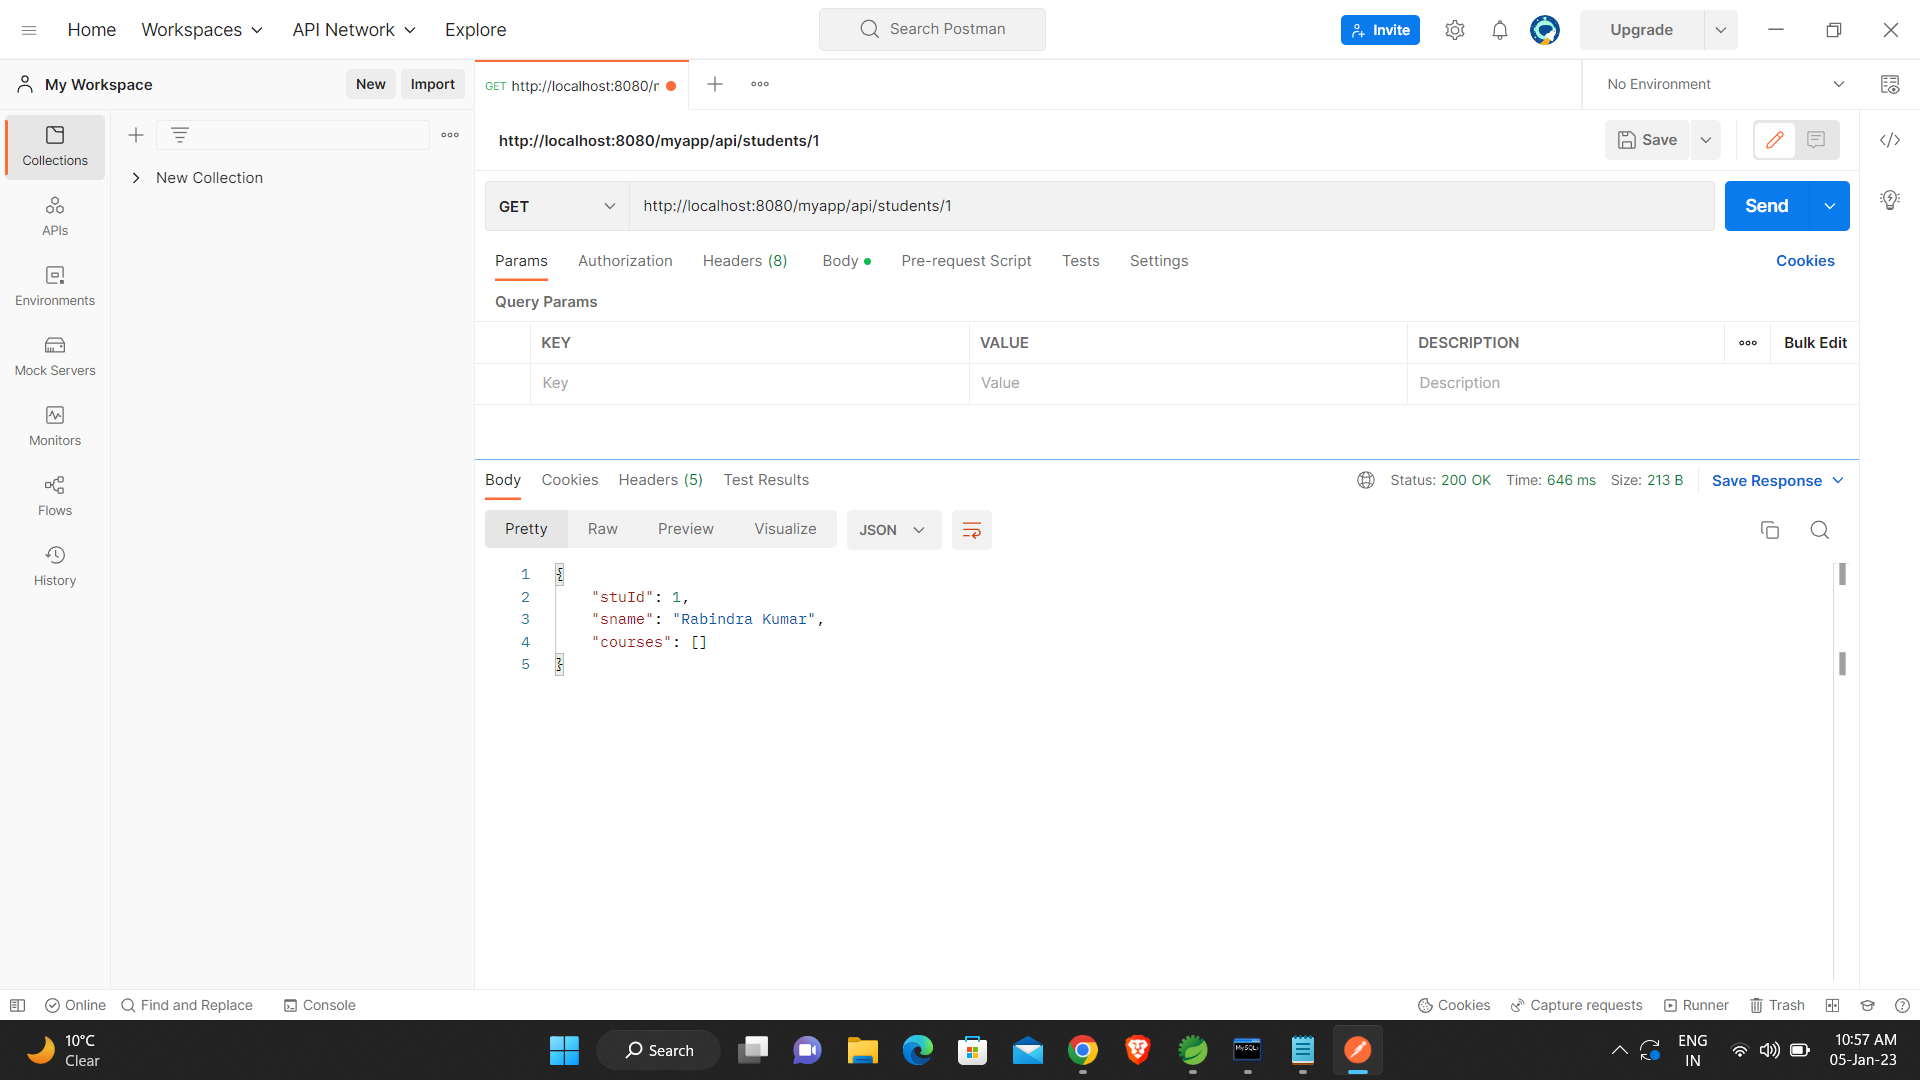 Home
Workspaces
API Network
Explore
Search Postman
Invite
Upgrade
My Workspace
New
Import
GET http://localhost:8080/m
No Environment
http://localhost:8080/myapp/api/students/1
Save
GET
http://localhost:8080/myapp/api/students/1
Send
Collections
APIs
Environments
Mock Servers
Monitors
Flows
History
New Collection
Params
Authorization
Headers (8)
Body
Pre-request Script
Tests
Settings
Cookies
Query Params
KEY
VALUE
DESCRIPTION
Bulk Edit
Key
Value
Description
Body
Cookies
Headers (5)
Test Results
Status: 200 OK
Time: 646 ms
Size: 213 B
Save Response
Pretty
Raw
Preview
Visualize
JSON
1 {
2 "stuId": 1,
3 "sname": "Rabindra Kumar",
4 "courses": []
5 }
Online
Find and Replace
Console
Cookies
Capture requests
Runner
Trash
10°C
Clear
Search
MySQL
ENG
IN
10:57 AM
05-Jan-23